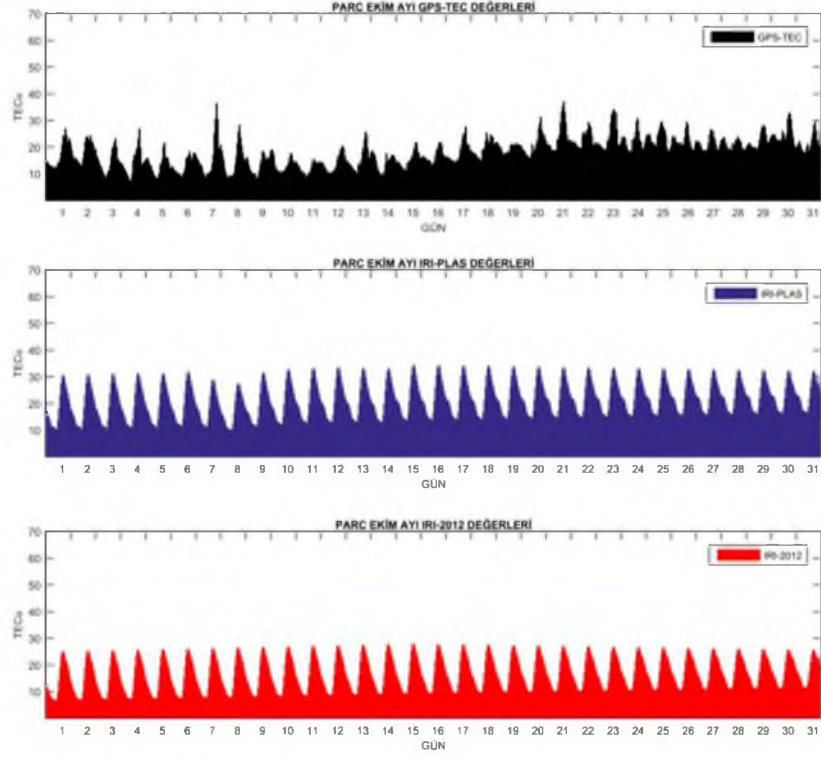 PARC EKİM AYI GPS-TEC DEĞERLERİ
70
60
50
40
30
20
10
TECu
GPS-TEC
1 2 3 4 5 6 7 8 9 10 11 12 13 14 15 16 17 18 19 20 21 22 23 24 25 26 27 28 29 30 31
GÜN
PARC EKİM AYI IRI-PLAS DEĞERLERİ
70
60
50
40
30
20
10
TECu
IRI-PLAS
1 2 3 4 5 6 7 8 9 10 11 12 13 14 15 16 17 18 19 20 21 22 23 24 25 26 27 28 29 30 31
GÜN
PARC EKİM AYI IRI-2012 DEĞERLERİ
70
60
50
40
30
20
10
TECu
IRI-2012
1 2 3 4 5 6 7 8 9 10 11 12 13 14 15 16 17 18 19 20 21 22 23 24 25 26 27 28 29 30 31
GÜN